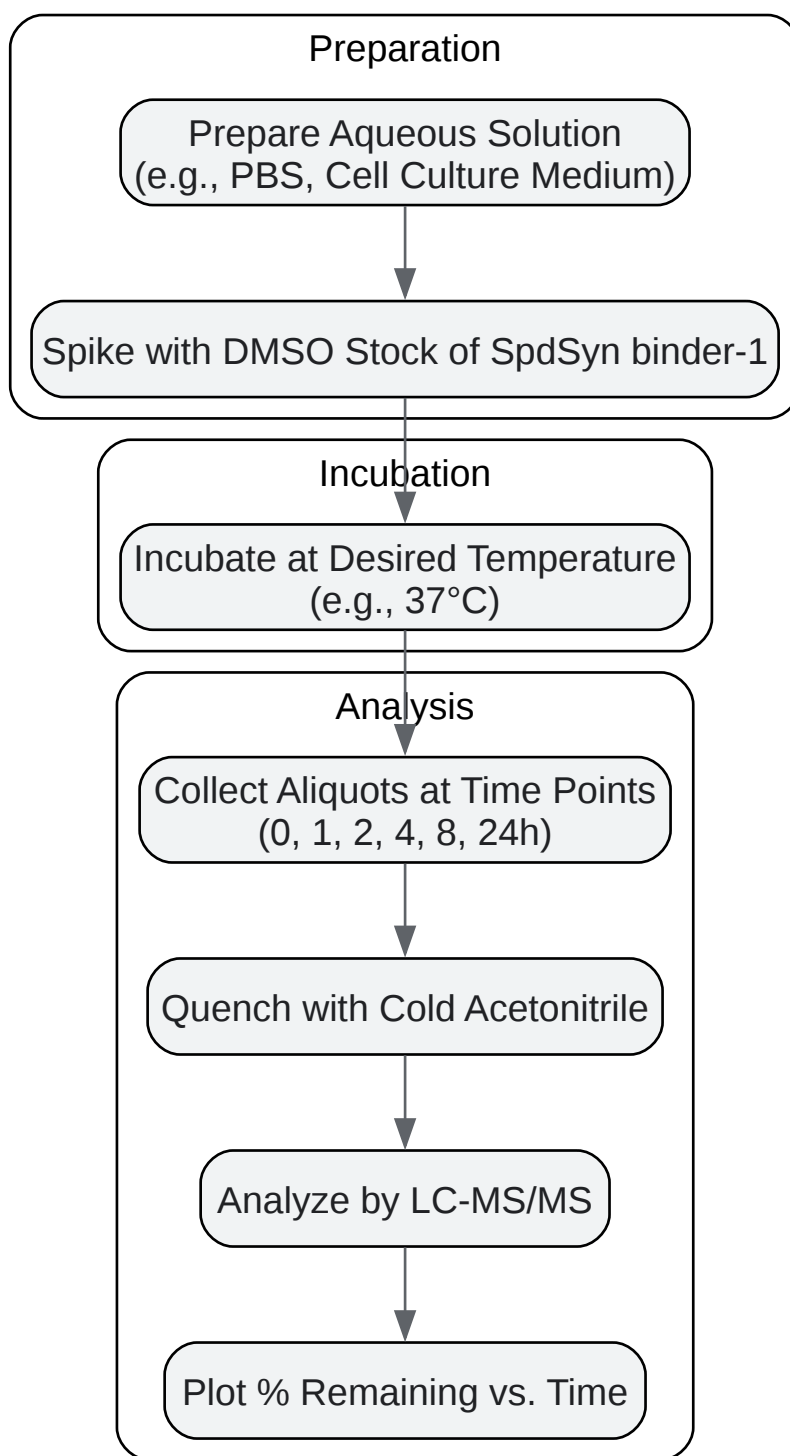 Preparation
Prepare Aqueous Solution
(e.g., PBS, Cell Culture Medium)
Spike with DMSO Stock of SpdSyn binder-1
Incubation
Incubate at Desired Temperature
(e.g., 37°C)
Analysis
Collect Aliquots at Time Points
(0, 1, 2, 4, 8, 24h)
Quench with Cold Acetonitrile
Analyze by LC-MS/MS
Plot % Remaining vs. Time